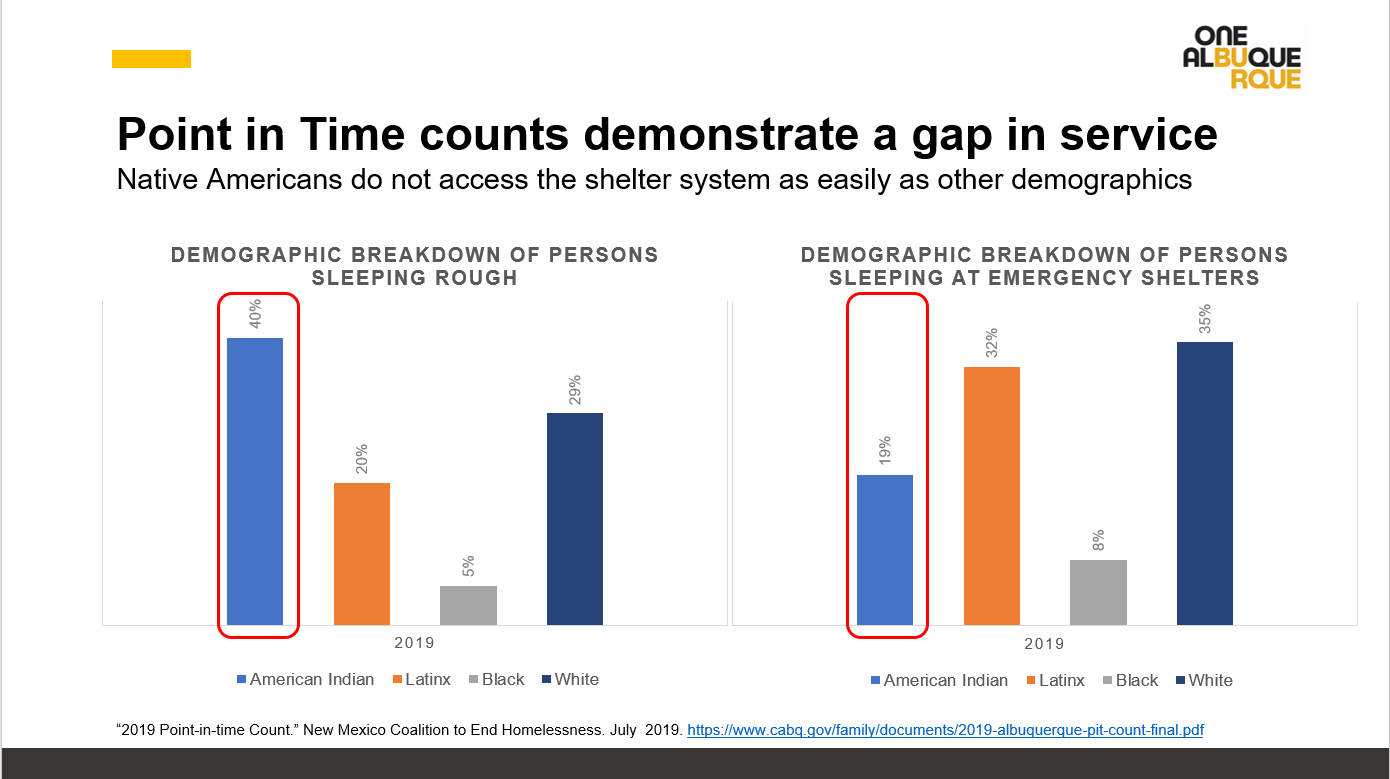 ONE
ALBUQUE
RQUE
Point in Time counts demonstrate a gap in service
Native Americans do not access the shelter system as easily as other demographics
DEMOGRAPHIC BREAKDOWN OF PERSONS
SLEEPING ROUGH
40%
20%
5%
29%
2019
American Indian Latinx Black White
DEMOGRAPHIC BREAKDOWN OF PERSONS
SLEEPING AT EMERGENCY SHELTERS
19%
32%
8%
35%
2019
American Indian Latinx Black White
“2019 Point-in-time Count.” New Mexico Coalition to End Homelessness. July 2019. https://www.cabq.gov/family/documents/2019-albuquerque-pit-count-final.pdf